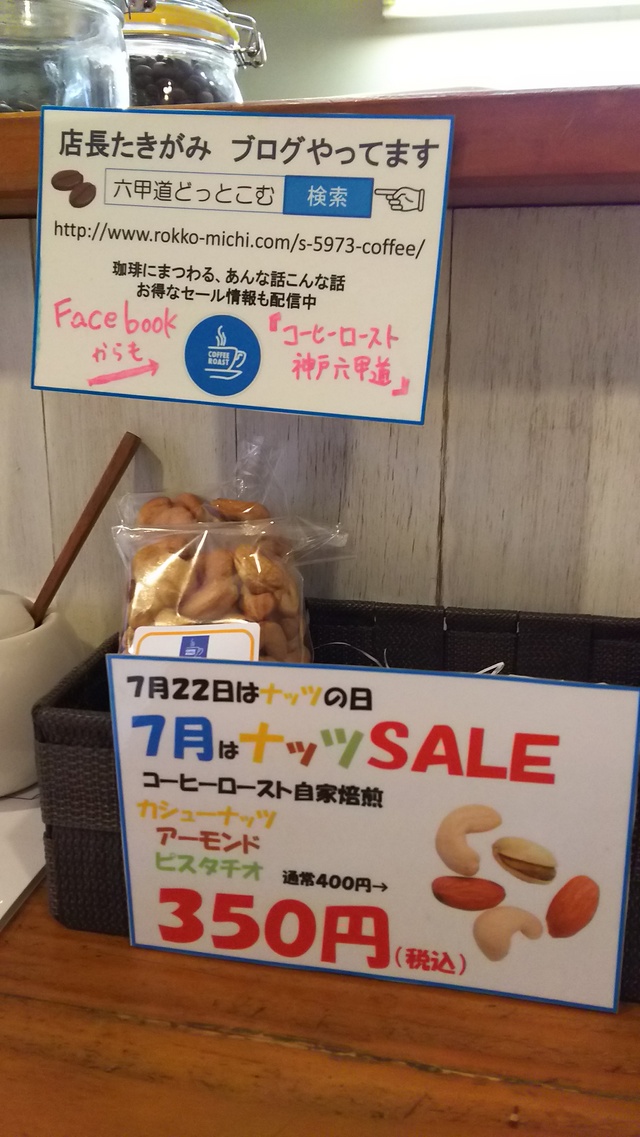 店長たきがみ ブログやってます
六甲道どっとこむ 検索
http://www.rokko-michi.com/s-5973-coffee/
珈琲にまつわる、あんな話こんな話
お得なセール情報も配信中
Facebook
からも
COFFEE
ROAST
『コーヒーロースト
神戸六甲道』
7月22日はナッツの日
7月はナッツSALE
コーヒーロースト自家焙煎
カシューナッツ
アーモンド
ピスタチオ
通常400円→
350円(税込)